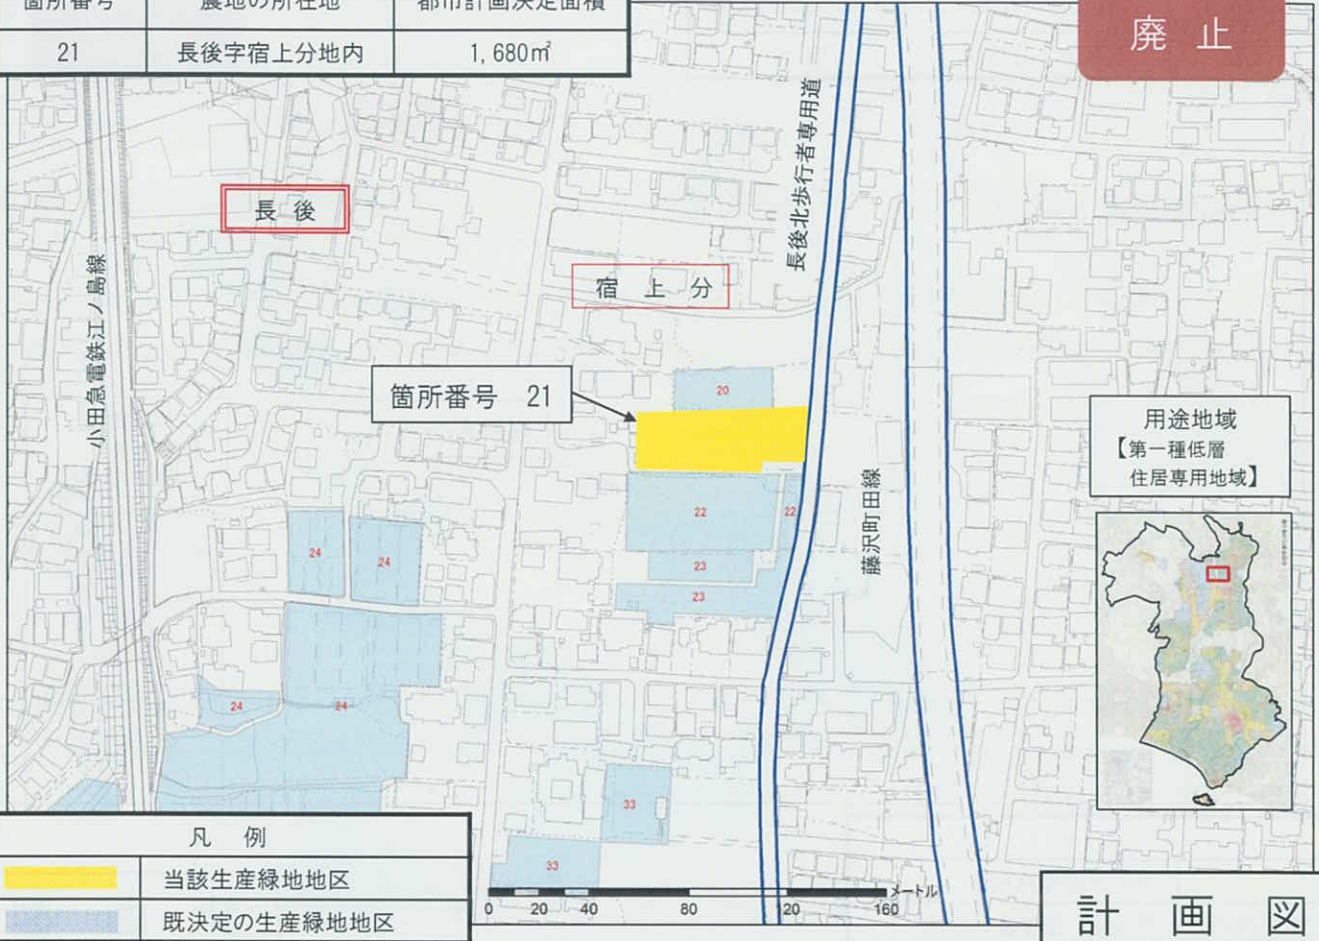 箇所番号 農地の所在地 都市計画決定面積
21 長後字宿上分地内 1,680㎡
廃止
長後北歩行者専用道
長後
宿上分
小田急電鉄江ノ島線
箇所番号 21
20
用途地域
【第一種低層
住居専用地域】
藤沢町田線
22
22
24
24
23
23
24
24
33
33
凡例
当該生産緑地地区
既決定の生産緑地地区
メートル
0 20 40 80 120 160
計画図